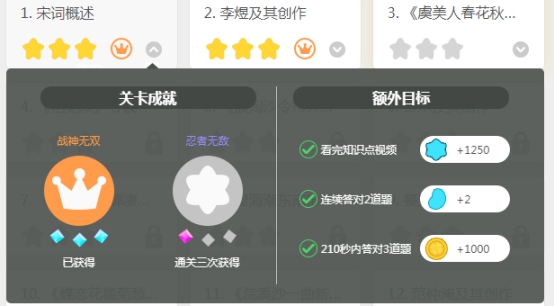 1. 宋词概述
2. 李煜及其创作
3. 《虞美人春花秋...
关卡成就
额外目标
战神无双
忍者无敌
看完知识点视频
+1250
连续答对2道题
+2
210秒内答对3道题
+1000
已获得
通关三次获得